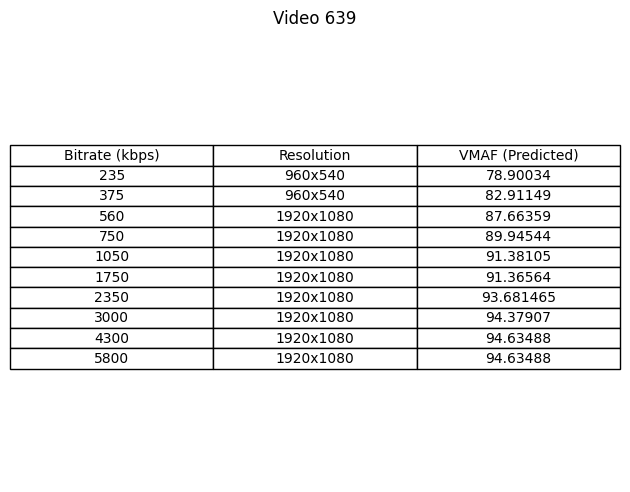 Video 639
Bitrate (kbps) Resolution VMAF (Predicted)
235 960x540 78.90034
375 960x540 82.91149
560 1920x1080 87.66359
750 1920x1080 89.94544
1050 1920x1080 91.38105
1750 1920x1080 91.36564
2350 1920x1080 93.681465
3000 1920x1080 94.37907
4300 1920x1080 94.63488
5800 1920x1080 94.63488